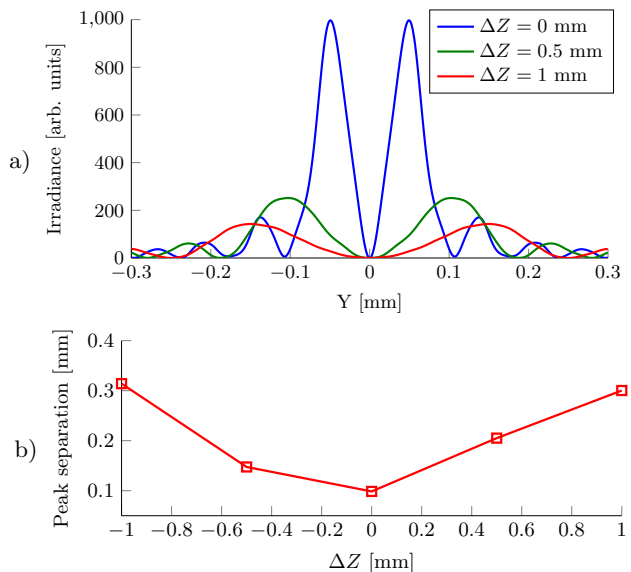 a)
Irradiance [arb. units]
1,000
800
600
400
200
0
ΔZ = 0 mm
ΔZ = 0.5 mm
ΔZ = 1 mm
−0.3 −0.2 −0.1 0 0.1 0.2 0.3
Y [mm]
b)
Peak separation [mm]
0.4
0.3
0.2
0.1
−1 −0.8 −0.6 −0.4 −0.2 0 0.2 0.4 0.6 0.8 1
ΔZ [mm]